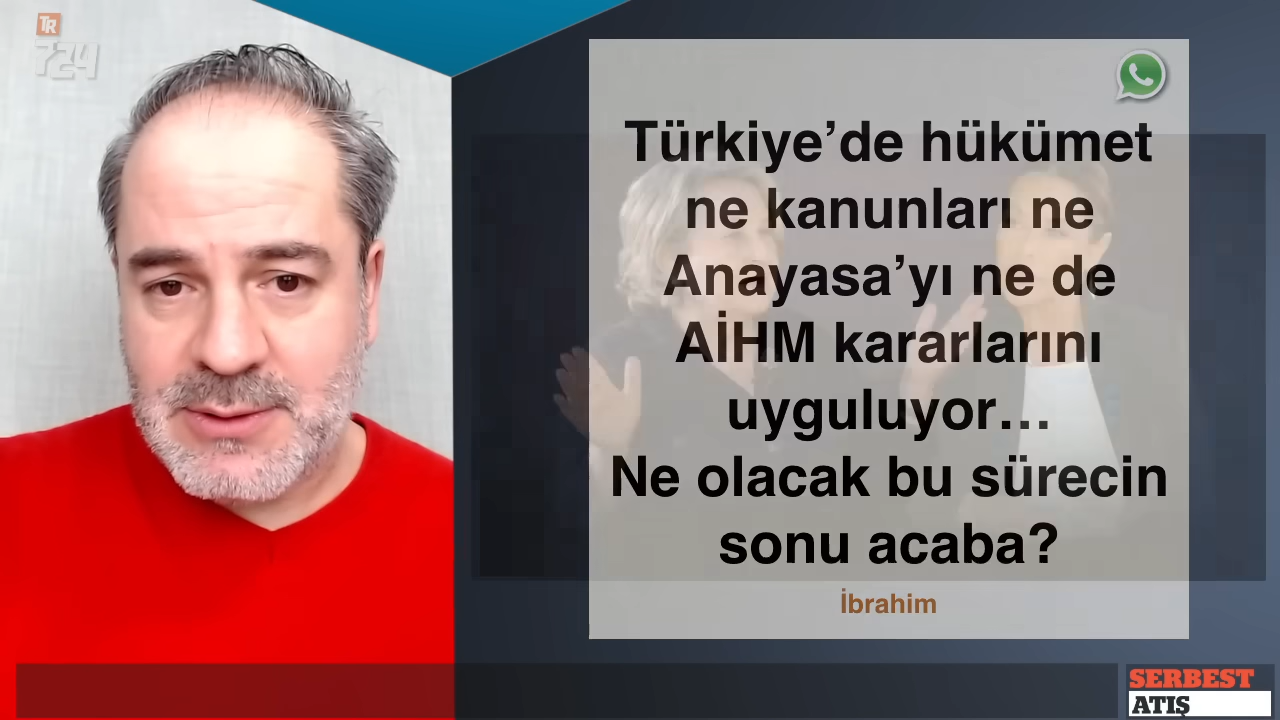 TR
724
Türkiye’de hükümet
ne kanunları ne
Anayasa’yı ne de
AİHM kararlarını
uyguluyor…
Ne olacak bu sürecin
sonu acaba?
İbrahim
SERBEST
ATIŞ